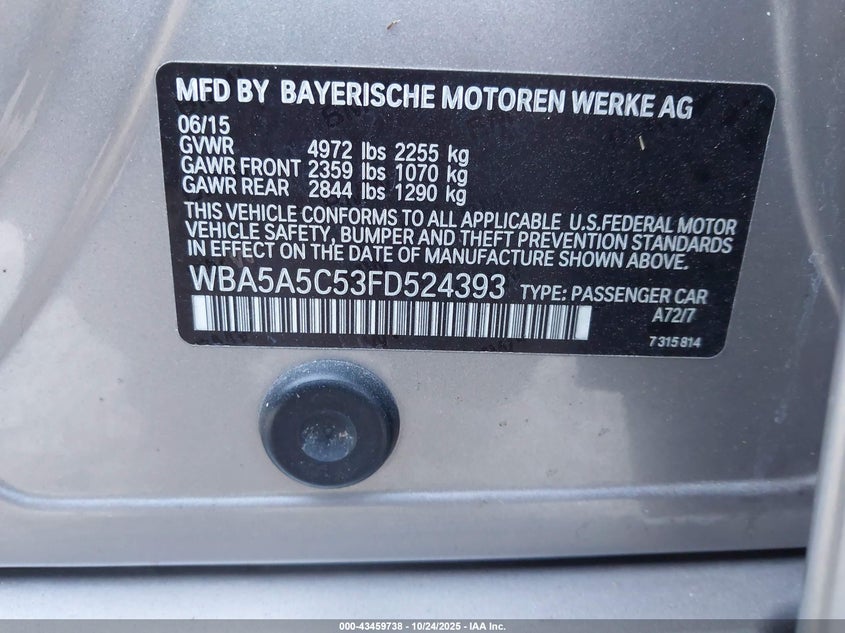 MFD BY BAYERISCHE MOTOREN WERKE AG
06/15
GVWR 4972 lbs 2255 kg
GAWR FRONT 2359 lbs 1070 kg
GAWR REAR 2844 lbs 1290 kg
THIS VEHICLE CONFORMS TO ALL APPLICABLE U.S.FEDERAL MOTOR
VEHICLE SAFETY, BUMPER AND THEFT PREVENTION STANDARDS
IN EFFECT ON THE DATE OF MANUFACTURE SHOWN ABOVE.
WBA5A5C53FD524393 TYPE: PASSENGER CAR
A72/7
7 315 814
000-43459738 - 10/24/2025 - IAA Inc.